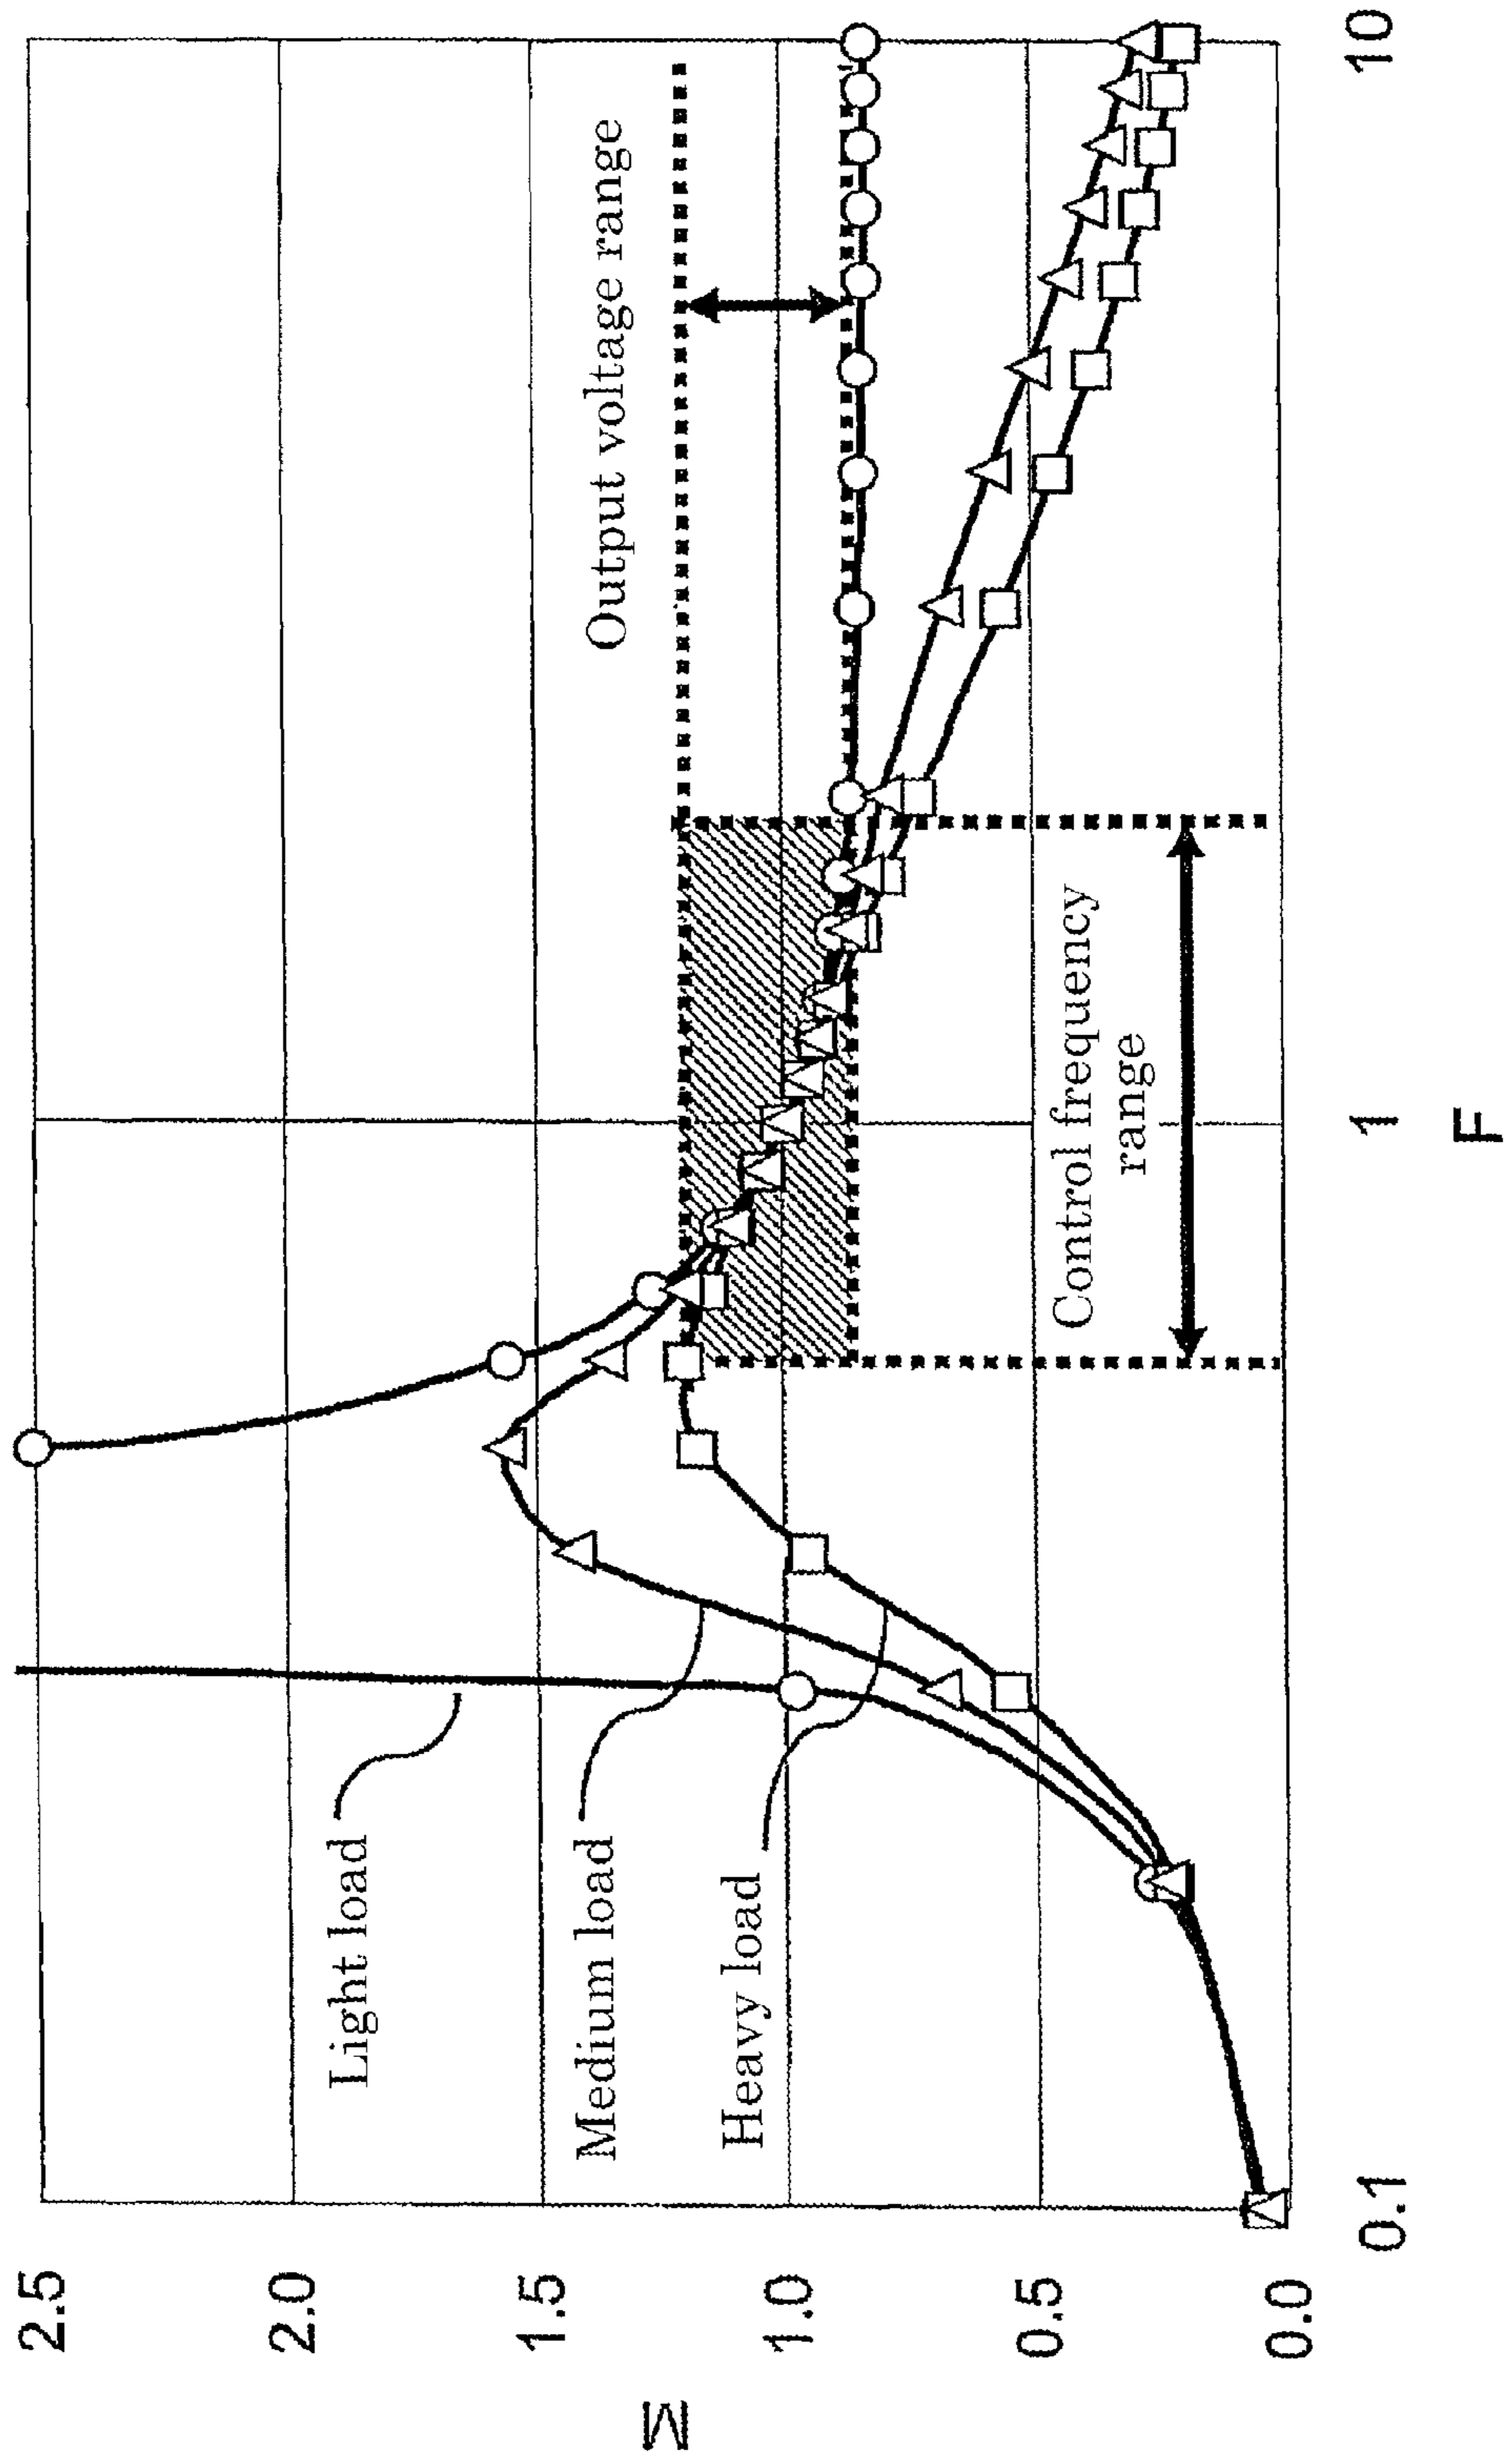 2.5
2.0
1.5
1.0
0.5
0.0
M
Light load
Medium load
Heavy load
Output voltage range
Control frequency
range
0.1
1
10
F